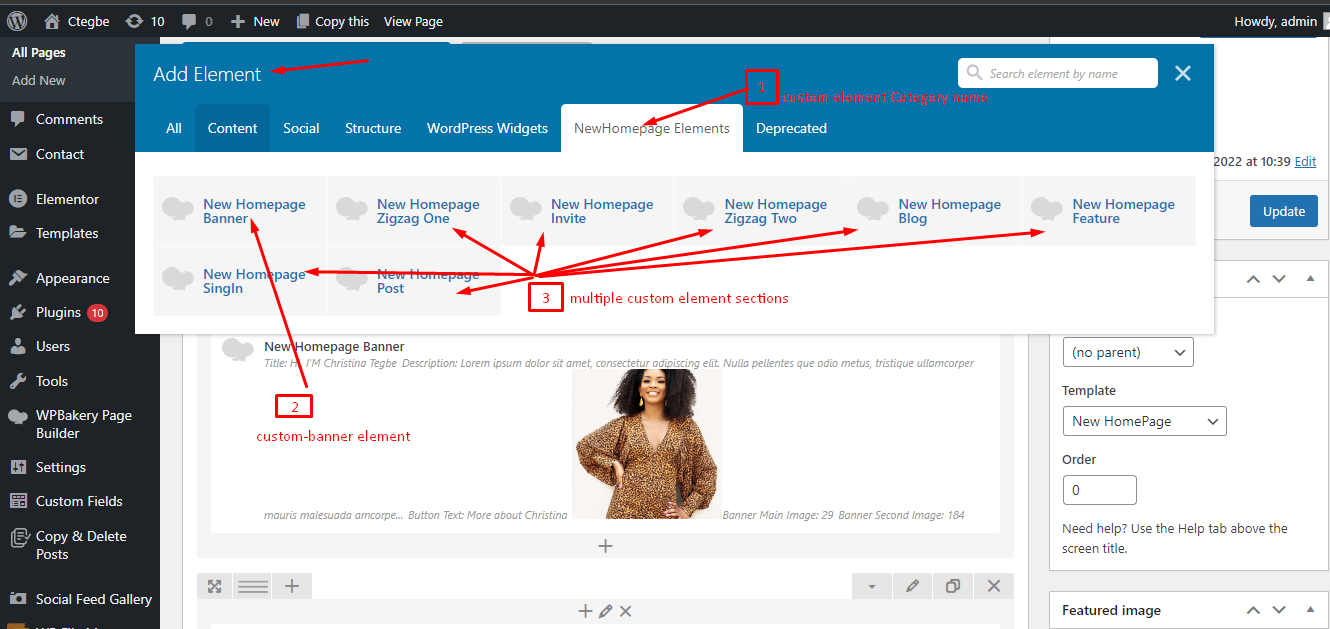 Ctegbe 10 0 New Copy this View Page Howdy, admin
All Pages
Add New
Comments
Contact
Elementor
Templates
Appearance
Plugins 10
Users
Tools
WPBakery Page
Builder
Settings
Custom Fields
Copy & Delete
Posts
Social Feed Gallery
Add Element
Search element by name
1 custom element Category name
All Content Social Structure WordPress Widgets NewHomepage Elements Deprecated
New Homepage
Banner
New Homepage
Zigzag One
New Homepage
Invite
New Homepage
Zigzag Two
New Homepage
Blog
New Homepage
Feature
New Homepage
SingIn
New Homepage
Post
3 multiple custom element sections
New Homepage Banner
Title: Hi, I'M Christina Tegbe Description: Lorem ipsum dolor sit amet, consectetur adipiscing elit. Nulla pellentes que odio metus, tristique ullamcorper
2
custom-banner element
mauris malesuada amcorpe... Button Text: More about Christina
Banner Main Image: 29 Banner Second Image: 184
2022 at 10:39 Edit
Update
(no parent)
Template
New HomePage
Order
0
Need help? Use the Help tab above the
screen title.
Featured image